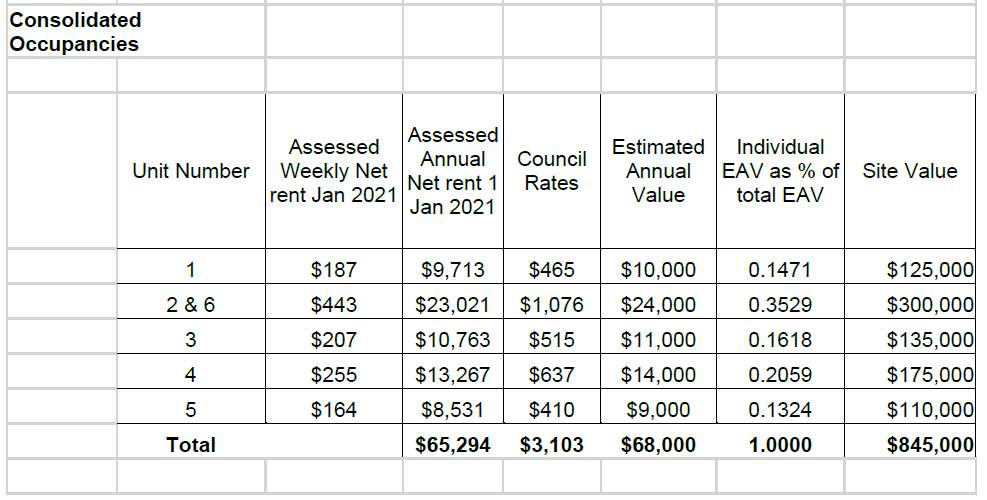 Consolidated
Occupancies
Unit Number
Assessed
Weekly Net
rent Jan 2021
Assessed
Annual
Net rent 1
Jan 2021
Council
Rates
Estimated
Annual
Value
Individual
EAV as % of
total EAV
Site Value
1 $187 $9,713 $465 $10,000 0.1471 $125,000
2 & 6 $443 $23,021 $1,076 $24,000 0.3529 $300,000
3 $207 $10,763 $515 $11,000 0.1618 $135,000
4 $255 $13,267 $637 $14,000 0.2059 $175,000
5 $164 $8,531 $410 $9,000 0.1324 $110,000
Total $65,294 $3,103 $68,000 1.0000 $845,000